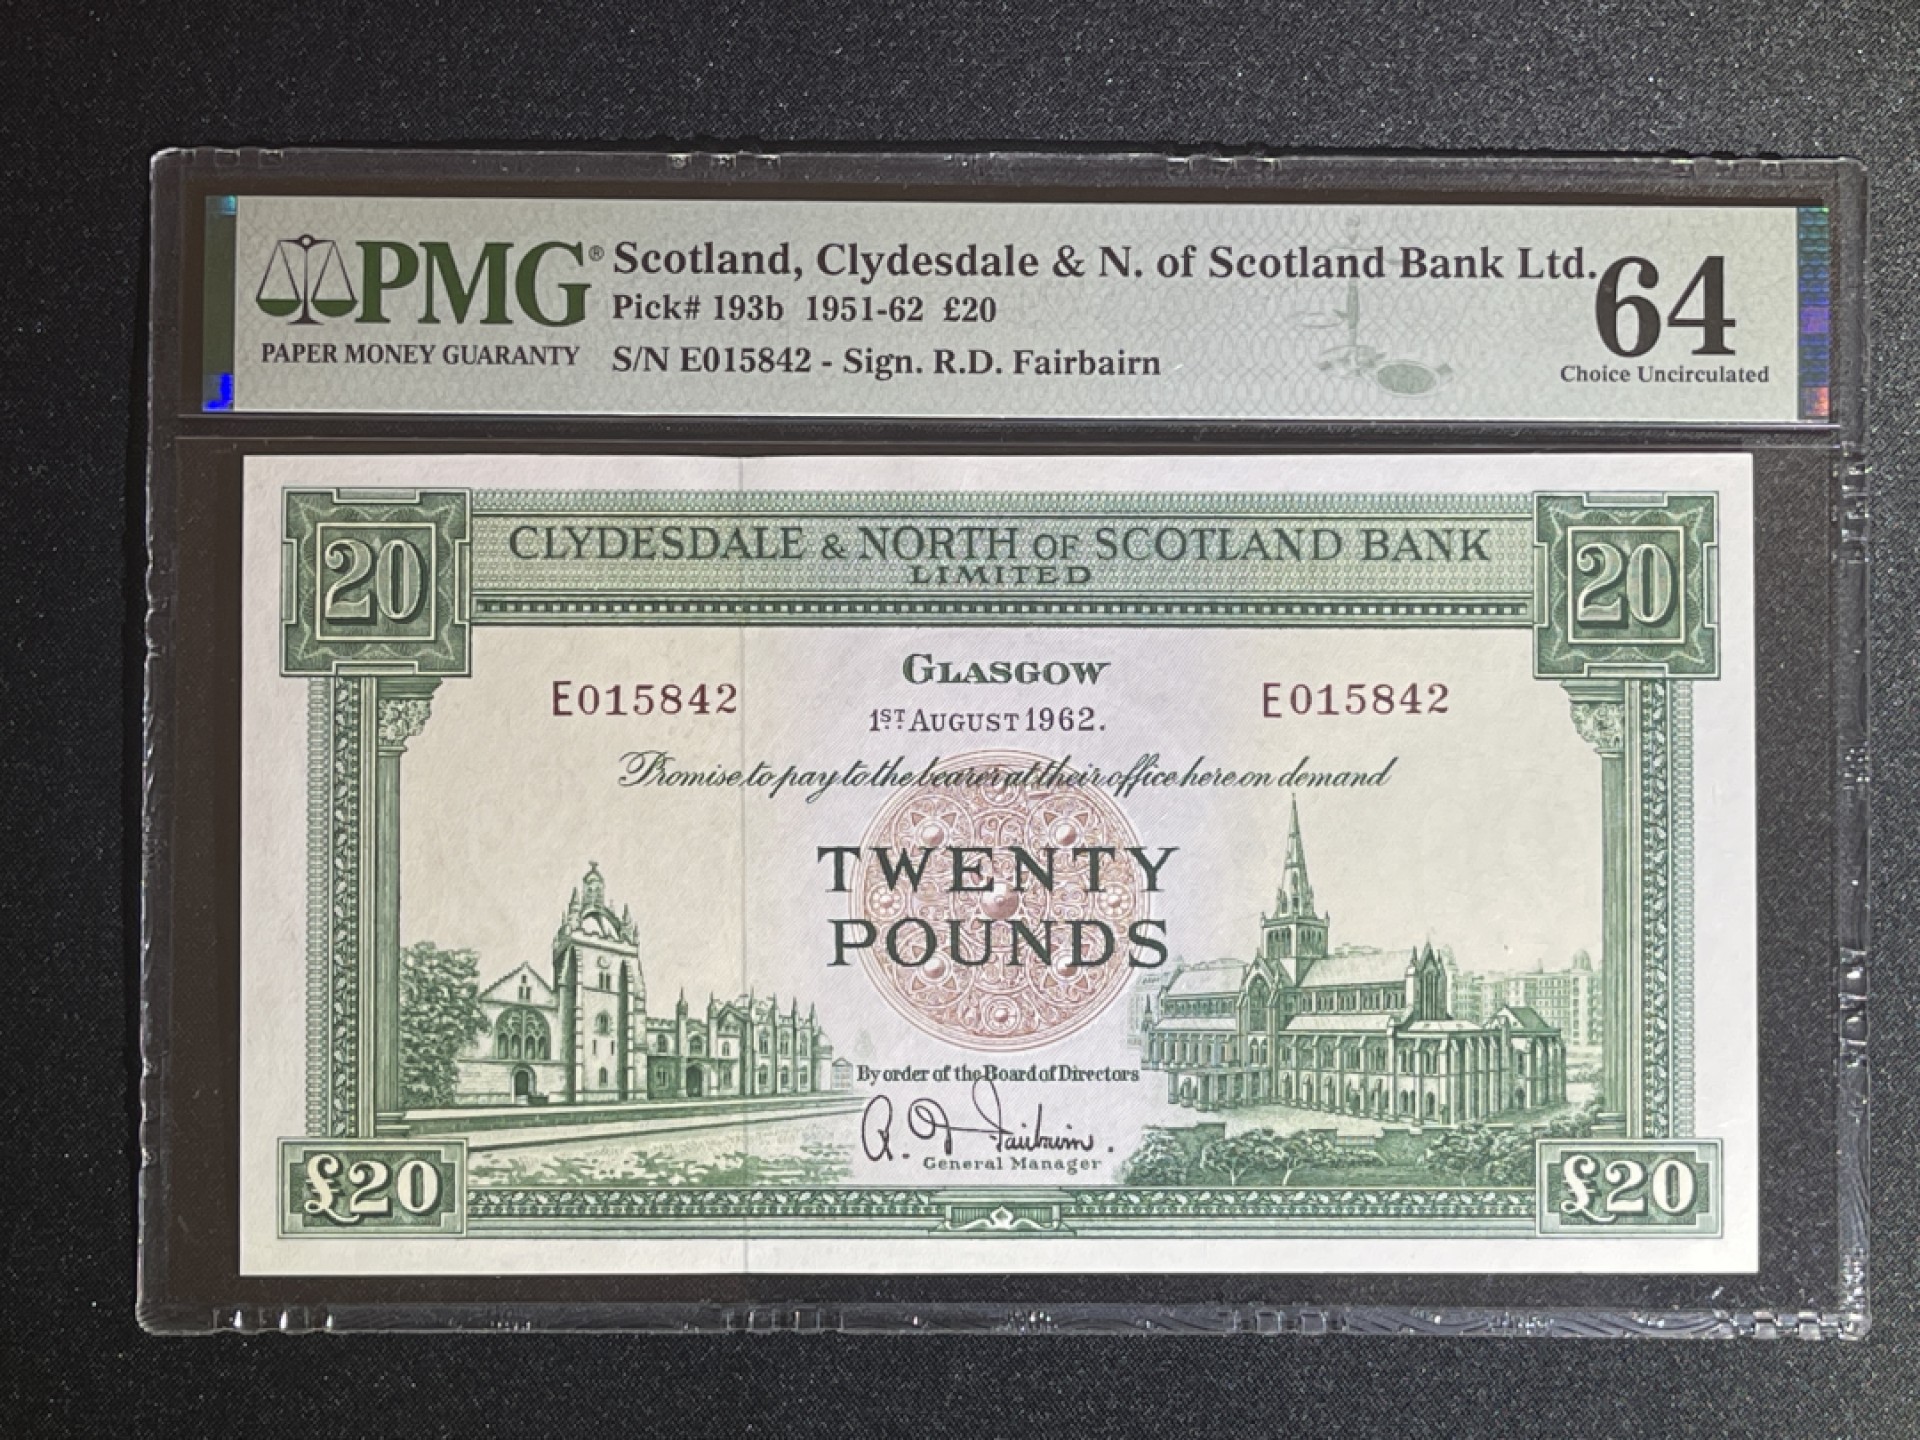 PMG®
PAPER MONEY GUARANTY
Scotland, Clydesdale & N. of Scotland Bank Ltd.
Pick# 193b 1951-62 £20
S/N E015842 - Sign. R.D. Fairbairn
64
Choice Uncirculated
20
CLYDESDALE & NORTH OF SCOTLAND BANK
LIMITED
20
GLASGOW
E015842
1ST AUGUST 1962.
E015842
Promise to pay to the bearer at their office here on demand
TWENTY
POUNDS
By order of the Board of Directors
R. D. Fairbairn.
General Manager
£20
£20